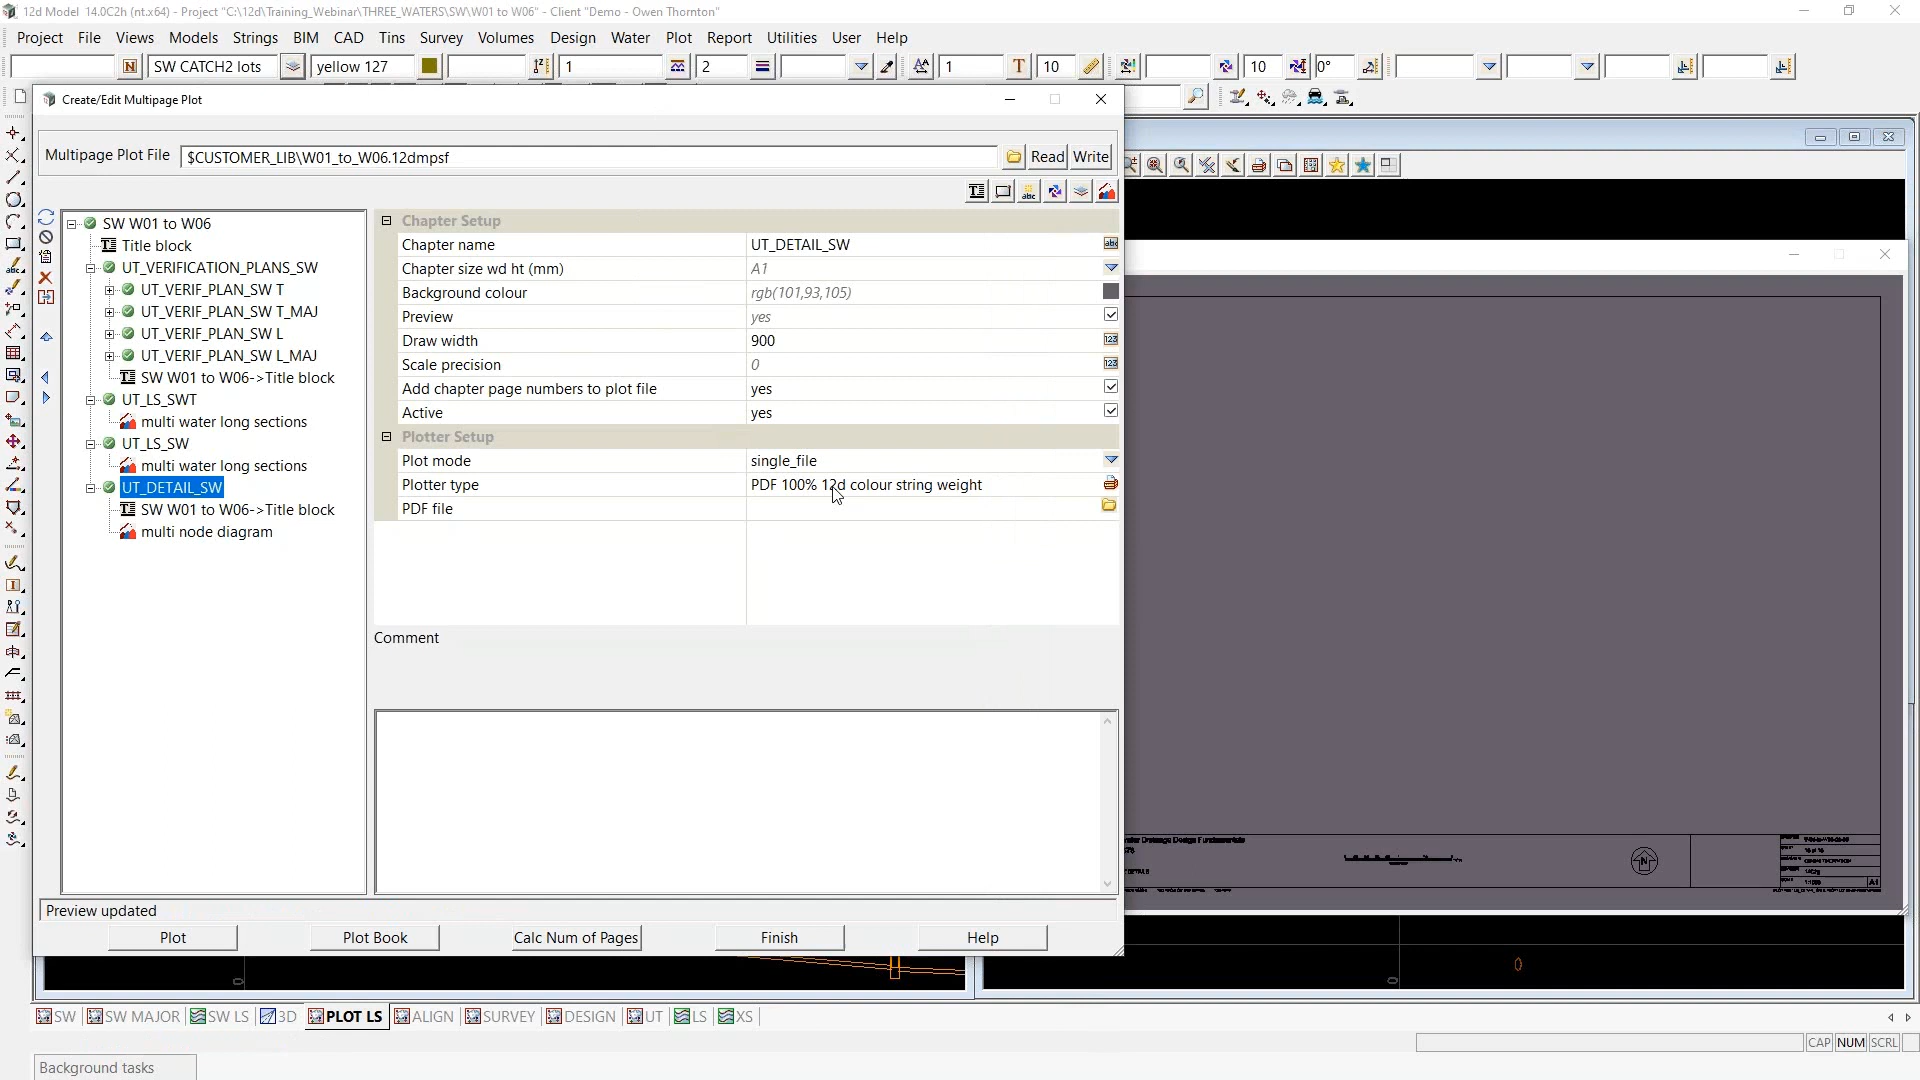 12d Model 14.0C2h (nt.x64) - Project "C:\12d\Training_Webinar\THREE_WATERS\SW\W01 to W06" - Client "Demo - Owen Thornton"
Project File Views Models Strings BIM CAD Tins Survey Volumes Design Water Plot Report Utilities User Help
N SW CATCH2 lots yellow 127 1 2 1 T 10 10 0°
Create/Edit Multipage Plot
Multipage Plot File $CUSTOMER_LIB\W01_to_W06.12dmpsf Read Write
SW W01 to W06
Title block
UT_VERIFICATION_PLANS_SW
UT_VERIF_PLAN_SW T
UT_VERIF_PLAN_SW T_MAJ
UT_VERIF_PLAN_SW L
UT_VERIF_PLAN_SW L_MAJ
SW W01 to W06->Title block
UT_LS_SWT
multi water long sections
UT_LS_SW
multi water long sections
UT_DETAIL_SW
SW W01 to W06->Title block
multi node diagram
Chapter Setup
Chapter name UT_DETAIL_SW
Chapter size wd ht (mm) A1
Background colour rgb(101,93,105)
Preview yes
Draw width 900
Scale precision 0
Add chapter page numbers to plot file yes
Active yes
Plotter Setup
Plot mode single_file
Plotter type PDF 100% 12d colour string weight
PDF file
Comment
Preview updated
Plot Plot Book Calc Num of Pages Finish Help
A1
SW SW MAJOR SW LS 3D PLOT LS ALIGN SURVEY DESIGN UT LS XS
CAP NUM SCRL
Background tasks